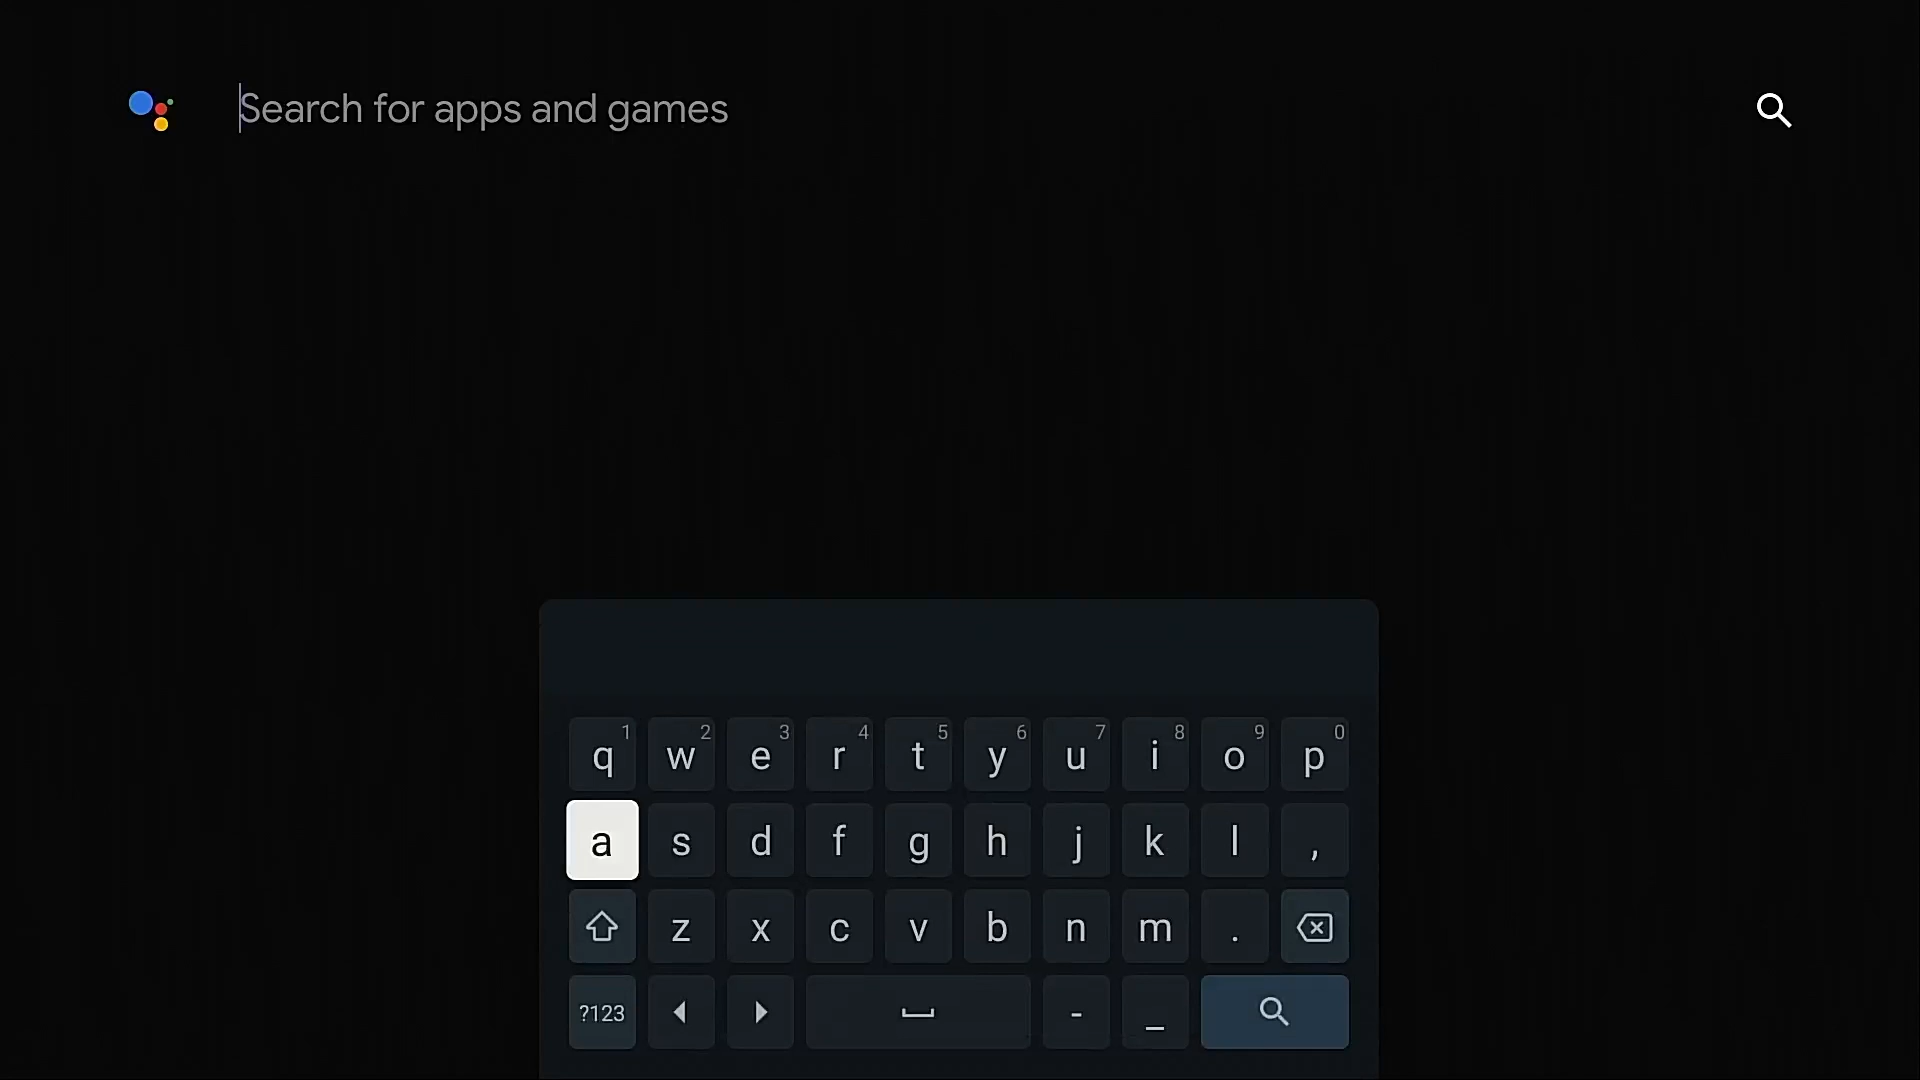 Search for apps and games
q 1 w 2 e 3 r 4 t 5 y 6 u 7 i 8 o 9 p 0
a s d f g h j k l ,
z x c v b n m .
?123 - _